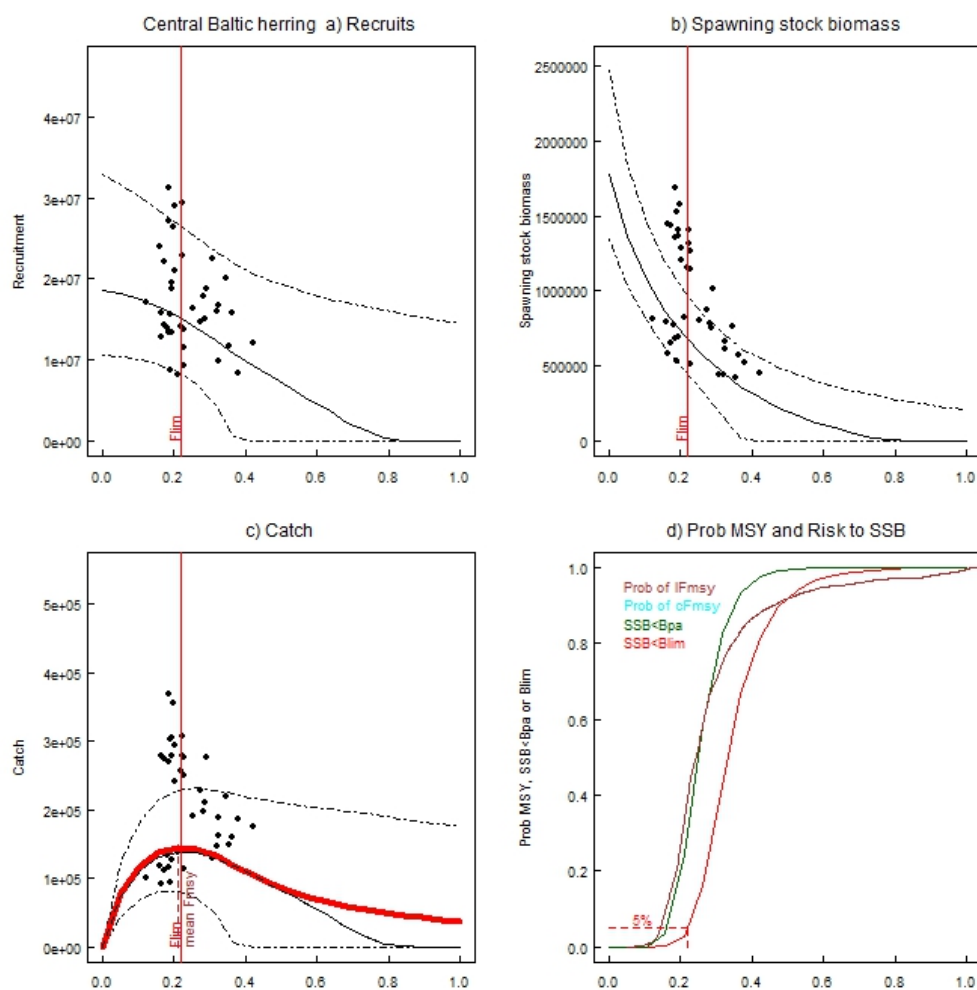 Central Baltic herring a) Recruits
Recruitment
4e+07
3e+07
2e+07
1e+07
0e+00
Flim
0.0 0.2 0.4 0.6 0.8 1.0
b) Spawning stock biomass
Spawning stock biomass
2500000
2000000
1500000
1000000
500000
0
Flim
0.0 0.2 0.4 0.6 0.8 1.0
c) Catch
Catch
5e+05
4e+05
3e+05
2e+05
1e+05
0e+00
Flim
mean Fmsy
0.0 0.2 0.4 0.6 0.8 1.0
d) Prob MSY and Risk to SSB
Prob MSY, SSB<Bpa or Blim
1.0
0.8
0.6
0.4
0.2
0.0
Prob of lFmsy
Prob of cFmsy
SSB<Bpa
SSB<Blim
5%
0.0 0.2 0.4 0.6 0.8 1.0